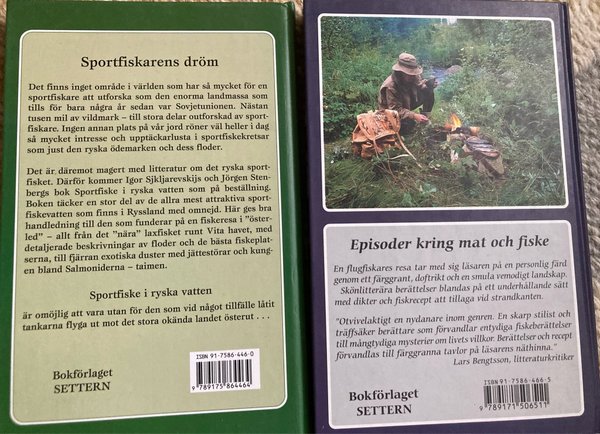 Sportfiskarens dröm
Det finns inget område i världen som har så mycket för en
sportfiskare att utforska som den enorma landmassa som
tills för bara några år sedan var Sovjetunionen. Nästan
tusen mil av vildmark – till stora delar outforskad av sport-
fiskare. Ingen annan plats på vår jord röner väl heller i dag
så mycket intresse och upptäckarlusta i sportfiskekretsar
som just den ryska ödemarken och dess floder.
Det är däremot magert med litteratur om det ryska sport-
fisket. Därför kommer Igor Sjkljarevskijs och Jörgen Sten-
bergs bok Sportfiske i ryska vatten som på beställning.
Boken täcker en stor del av de allra mest attraktiva sport-
fiskevatten som finns i Ryssland med omnejd. Här ges bra
handledning till den som funderar på en fiskeresa i "öster-
led" – allt från det "nära" laxfisket runt Vita havet, med
detaljerade beskrivningar av floder och de bästa fiskeplat-
serna, till fjärran exotiska duster med jättestörar och kung-
en bland Salmoniderna – taimen.
Sportfiske i ryska vatten
är omöjlig att vara utan för den som vid något tillfälle låtit
tankarna flyga ut mot det stora okända landet österut . . .
Bokförlaget
SETTERN
ISBN 91-7586-446-0
9 789175 864464
Episoder kring mat och fiske
En flugfiskares resa tar med sig läsaren på en personlig färd
genom ett färggrant, doftrikt och en smula vemodigt landskap.
Skönlitterära berättelser blandas på ett underhållande sätt
med dikter och fiskrecept att tillaga vid strandkanten.
"Otvivelaktigt en nydanare inom genren. En skarp stilist och
träffsäker berättare som förvandlar entydiga fiskeberättelser
till mångtydiga mysterier om livets villkor. Berättelser och recept
förvandlas till färggranna tavlor på läsarens näthinna."
Lars Bengtsson, litteraturkritiker
Bokförlaget
SETTERN
ISBN 91-7586-466-5
9 789171 506511